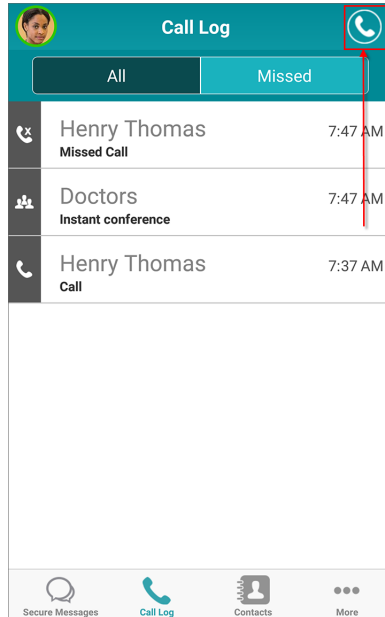 Call Log
All Missed
Henry Thomas 7:47 AM
Missed Call
Doctors 7:47 AM
Instant conference
Henry Thomas 7:37 AM
Call
Secure Messages Call Log Contacts More